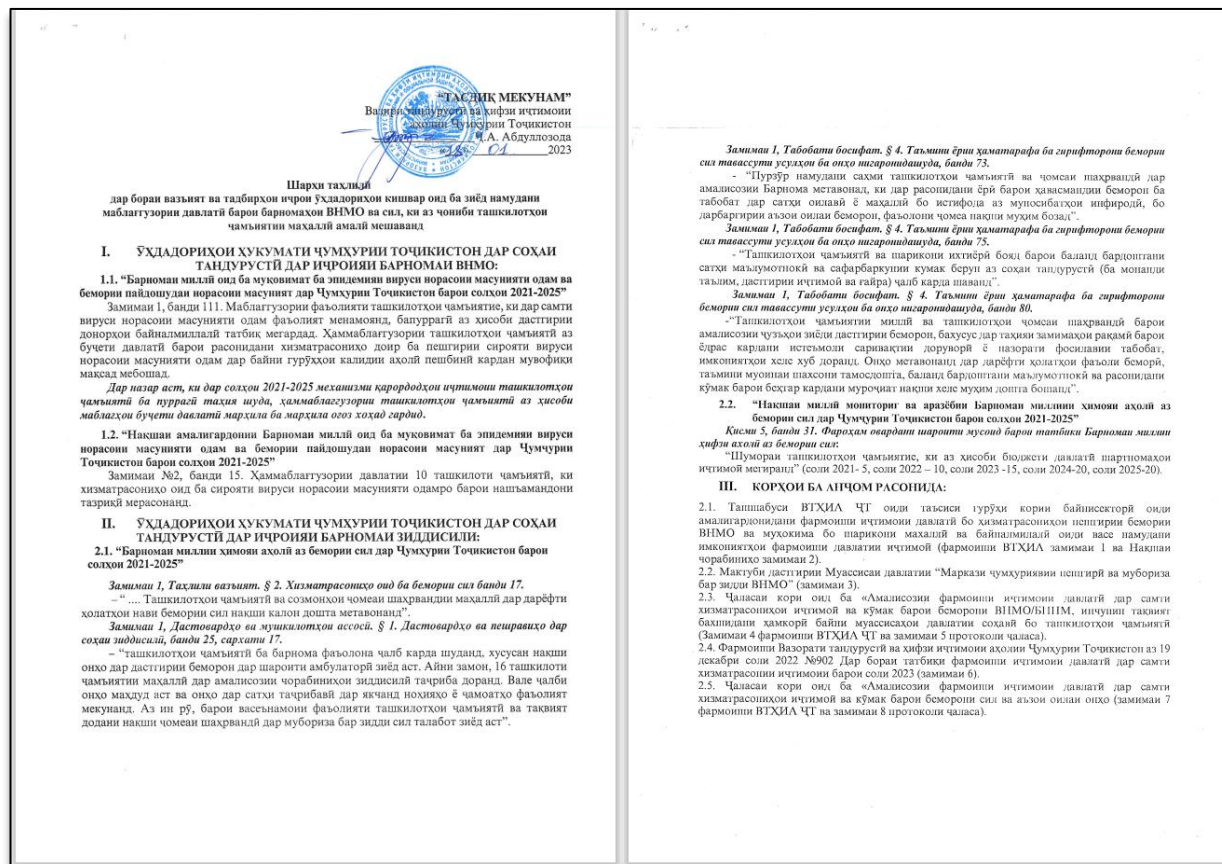 “ТАСДИҚ МЕКУНАМ”
Вазири тандурустӣ ва ҳифзи иҷтимоии
аҳолии Ҷумҳурии Тоҷикистон
Ҷ.А. Абдуллозода
“18” 01 2023
Шарҳи таҳлилӣ
дар бораи вазъият ва тадбирҳои иҷрои ӯҳдадориҳои кишвар оид ба зиёд намудани
маблағгузории давлатӣ барои барномаҳои ВНМО ва сил, ки аз ҷониби ташкилотҳои
ҷамъиятии маҳаллӣ амалӣ мешаванд
I. ӮҲДАДОРИҲОИ ҲУКУМАТИ ҶУМҲУРИИ ТОҶИКИСТОН ДАР СОҲАИ
ТАНДУРУСТӢ ДАР ИҶРОИЯИ БАРНОМАИ ВНМО:
1.1. “Барномаи миллӣ оид ба муқовимат ба эпидемияи вируси норасоии масунияти одам ва
бемории пайдошудаи норасоии масуният дар Ҷумҳурии Тоҷикистон барои солҳои 2021-2025”
Замимаи 1, банди 111. Маблағгузории фаъолияти ташкилотҳои ҷамъиятие, ки дар самти
вируси норасоии масунияти одам фаъолият менамоянд, бапуррагӣ аз ҳисоби дастгирии
донорҳои байналмиллалӣ татбиқ мегардад. Ҳаммаблағгузории ташкилотҳои ҷамъиятӣ аз
буҷети давлатӣ барои расонидани хизматрасониҳо доир ба пешгирии сирояти вируси
норасоии масунияти одам дар байни гурӯҳҳои калидии аҳолӣ пешбинӣ кардан мувофиқи
мақсад мебошад.
Дар назар аст, ки дар солҳои 2021-2025 механизми қарордодҳои иҷтимоии ташкилотҳои
ҷамъиятӣ ба пуррагӣ таҳия шуда, ҳаммаблағгузории ташкилотҳои ҷамъиятӣ аз ҳисоби
маблағҳои буҷети давлатӣ марҳила ба марҳила оғоз хоҳад гардид.
1.2. “Нақшаи амалигардонии Барномаи миллӣ оид ба муқовимат ба эпидемияи вируси
норасоии масунияти одам ва бемории пайдошудаи норасоии масуният дар Ҷумҳурии
Тоҷикистон барои солҳои 2021-2025”
Замимаи №2, банди 15. Ҳаммаблағгузории давлатии 10 ташкилоти ҷамъиятӣ, ки
хизматрасониҳо оид ба сирояти вируси норасоии масунияти одамро барои нашъамандони
тазриқӣ мерасонанд.
II. ӮҲДАДОРИҲОИ ҲУКУМАТИ ҶУМҲУРИИ ТОҶИКИСТОН ДАР СОҲАИ
ТАНДУРУСТӢ ДАР ИҶРОИЯИ БАРНОМАИ ЗИДДИСИЛӢ:
2.1. “Барномаи миллии ҳимояи аҳолӣ аз бемории сил дар Ҷумҳурии Тоҷикистон барои
солҳои 2021-2025”
Замимаи 1, Таҳлили вазъият. § 2. Хизматрасониҳо оид ба бемории сил банди 17.
– “ .... Ташкилотҳои ҷамъиятӣ ва созмонҳои ҷомеаи шаҳрвандии маҳаллӣ дар дарёфти
ҳолатҳои нави бемории сил нақши калон дошта метавонанд”.
Замимаи 1, Дастовардҳо ва мушкилотҳои ассосӣ. § 1. Дастовардҳо ва пешравиҳо дар
соҳаи зиддисилӣ, банди 25, сархати 17.
– “ташкилотҳои ҷамъиятӣ ба барнома фаъолона ҷалб карда шуданд, хусусан нақши
онҳо дар дастгирии беморон дар шароити амбулаторӣ зиёд аст. Айни замон, 16 ташкилоти
ҷамъиятии маҳаллӣ дар амалисозии чорабиниҳои зиддисилӣ таҷриба доранд. Вале ҷалби
онҳо маҳдуд аст ва онҳо дар сатҳи таҷрибавӣ дар якчанд ноҳияҳо ё ҷамоатҳо фаъолият
мекунанд. Аз ин рӯ, барои васеънамоии фаъолияти ташкилотҳои ҷамъиятӣ ва тақвият
додани нақши ҷомеаи шаҳрвандӣ дар мубориза бар зидди сил талабот зиёд аст”.
Замимаи 1, Табобати босифат. § 4. Таъмини ёрии ҳаматарафа ба гирифторони бемории
сил тавассути усулҳои ба онҳо нигаронидашуда, банди 73.
- “Пурзӯр намудани саҳми ташкилотҳои ҷамъиятӣ ва ҷомеаи шаҳрвандӣ дар
амалисозии Барнома метавонад, ки дар расонидани ёрӣ барои ҳавасмандии беморон ба
табобат дар сатҳи оилавӣ ё маҳаллӣ бо истифода аз муносибатҳои инфиродӣ, бо
дарбаргирии аъзои оилаи беморон, фаъолони ҷомеа нақши муҳим бозад”.
Замимаи 1, Табобати босифат. § 4. Таъмини ёрии ҳаматарафа ба гирифторони бемории
сил тавассути усулҳои ба онҳо нигаронидашуда, банди 75.
- “Ташкилотҳои ҷамъиятӣ ва шарикони ихтиёрӣ бояд барои баланд бардоштани
сатҳи маълумотнокӣ ва сафарбаркунии кумак берун аз соҳаи тандурустӣ (ба монанди
таълим, дастгирии иҷтимоӣ ва ғайра) ҷалб карда шаванд”.
Замимаи 1, Табобати босифат. § 4. Таъмини ёрии ҳаматарафа ба гирифторони бемории
сил тавассути усулҳои ба онҳо нигаронидашуда, банди 80.
-“Ташкилотҳои ҷамъиятии миллӣ ва ташкилотҳои ҷомеаи шаҳрвандӣ барои
амалисозии ҷузъҳои зиёди дастгирии беморон, бахусус дар таҳияи замимаҳои рақамӣ барои
ёдрас кардани истеъмоли саривақтии доруворӣ ё назорати фосилавии табобат,
имкониятҳои хеле хуб доранд. Онҳо метавонанд дар дарёфти ҳолатҳои фаъоли беморӣ,
таъмини муоинаи шахсони тамосдошта, баланд бардоштани маълумотнокӣ ва расонидани
кӯмак барои беҳтар кардани муроҷиат нақши хеле муҳим дошта бошанд”.
2.2. “Нақшаи миллӣ мониторинг ва арзёбии Барномаи миллии ҳимояи аҳолӣ аз
бемории сил дар Ҷумҳурии Тоҷикистон барои солҳои 2021-2025”
Қисми 5, банди 31. Фароҳам овардани шароити мусоид барои татбиқи Барномаи миллии
ҳифзи аҳолӣ аз бемории сил:
“Шумораи ташкилотҳои ҷамъиятие, ки аз ҳисоби бюджети давлатӣ шартномаҳои
иҷтимоӣ мегиранд” (соли 2021- 5, соли 2022 – 10, соли 2023 -15, соли 2024-20, соли 2025-20).
III. КОРҲОИ БА АНҶОМ РАСОНИДА:
2.1. Ташаббуси ВТҲИА ҶТ оиди таъсиси гурӯҳи кории байнисекторӣ оиди
амалигардонидани фармоиши иҷтимоии давлатӣ бо хизматрасониҳои пешгирии бемории
ВНМО ва муҳокима бо шарикони маҳаллӣ ва байналмилалӣ оиди васе намудани
имкониятҳои фармоиши давлатии иҷтимоӣ (фармоиши ВТҲИА замимаи 1 ва Нақшаи
чорабиниҳо замимаи 2).
2.2. Мактуби дастгирии Муассисаи давлатии “Маркази ҷумҳуриявии пешгирӣ ва мубориза
бар зидди ВНМО” (замимаи 3).
2.3. Ҷаласаи кори оид ба «Амалисозии фармоиши иҷтимоии давлатӣ дар самти
хизматрасониҳои иҷтимоӣ ва кӯмак барои беморони ВНМО/БПНМ, инчунин тақвият
бахшидани ҳамкорӣ байни муассисаҳои давлатии соҳавӣ бо ташкилотҳои ҷамъиятӣ
(Замимаи 4 фармоиши ВТҲИА ҶТ ва замимаи 5 протоколи ҷаласа).
2.4. Фармоиши Вазорати тандурустӣ ва ҳифзи иҷтимоии аҳолии Ҷумҳурии Тоҷикистон аз 19
декабри соли 2022 №902 Дар бораи татбиқи фармоиши иҷтимоии давлатӣ дар самти
хизматрасонии иҷтимоии барои соли 2023 (замимаи 6).
2.5. Ҷаласаи кори оид ба «Амалисозии фармоиши иҷтимоии давлатӣ дар самти
хизматрасониҳои иҷтимоӣ ва кӯмак барои беморони сил ва аъзои оилаи онҳо (замимаи 7
фармоиши ВТҲИА ҶТ ва замимаи 8 протоколи ҷаласа).